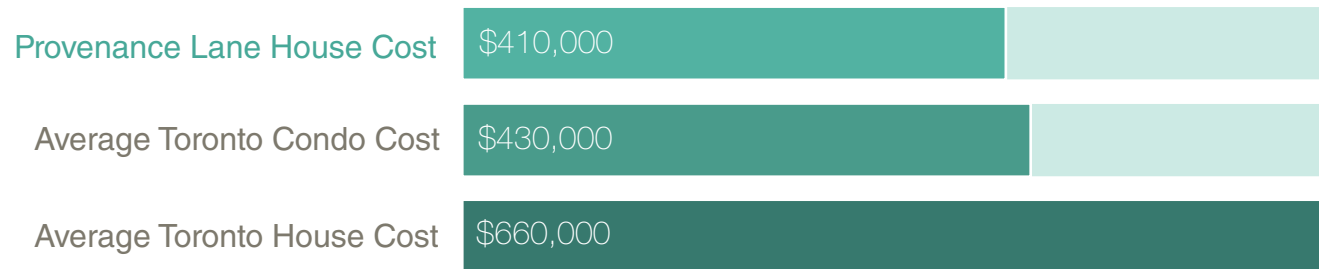 Provenance Lane House Cost $410,000
Average Toronto Condo Cost $430,000
Average Toronto House Cost $660,000